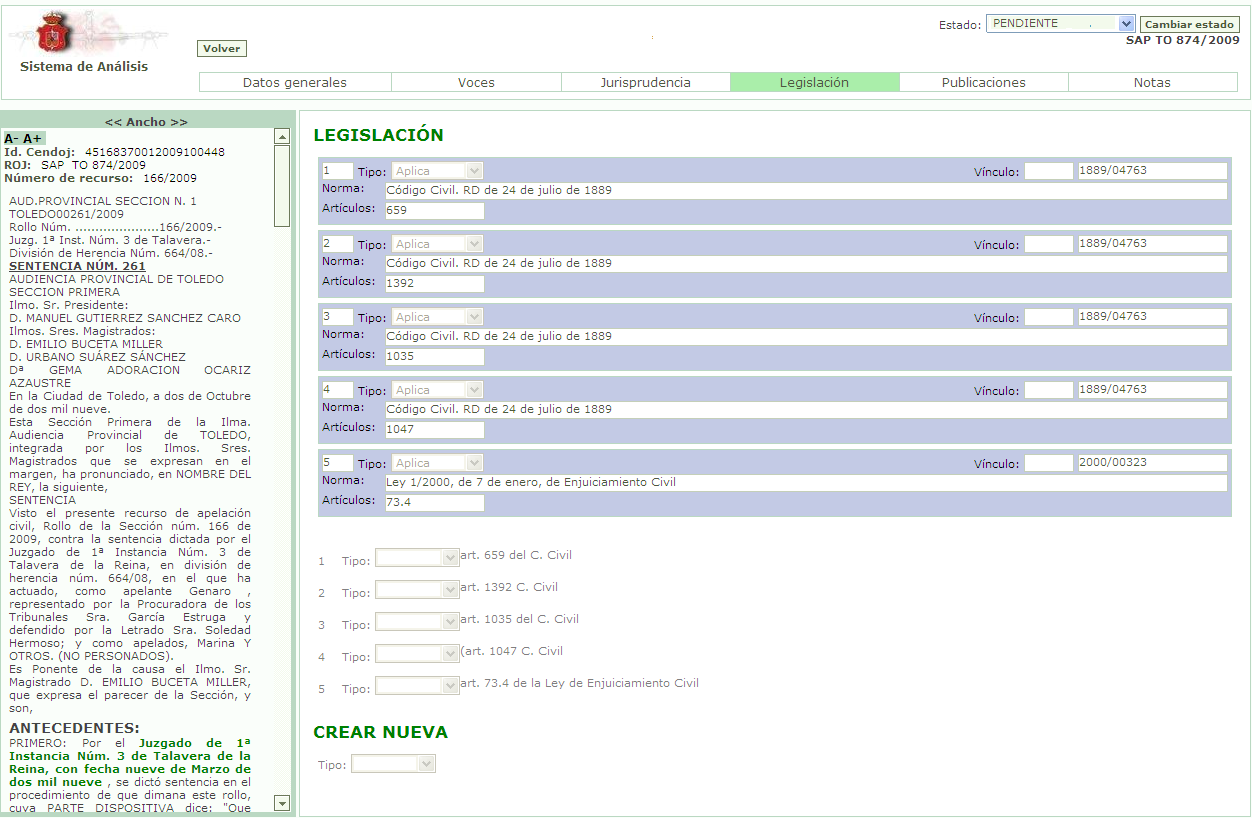 Sistema de Análisis
Volver
Estado: PENDIENTE Cambiar estado
SAP TO 874/2009
Datos generales Voces Jurisprudencia Legislación Publicaciones Notas
<< Ancho >>
A- A+
Id. Cendoj: 45168370012009100448
ROJ: SAP TO 874/2009
Número de recurso: 166/2009
AUD.PROVINCIAL SECCION N. 1
TOLEDO00261/2009
Rollo Núm. .....................166/2009.-
Juzg. 1ª Inst. Núm. 3 de Talavera.-
División de Herencia Núm. 664/08.-
SENTENCIA NÚM. 261
AUDIENCIA PROVINCIAL DE TOLEDO
SECCION PRIMERA
Ilmo. Sr. Presidente:
D. MANUEL GUTIERREZ SANCHEZ CARO
Ilmos. Sres. Magistrados:
D. EMILIO BUCETA MILLER
D. URBANO SUÁREZ SÁNCHEZ
Dª GEMA ADORACION OCARIZ
AZAUSTRE
En la Ciudad de Toledo, a dos de Octubre
de dos mil nueve.
Esta Sección Primera de la Ilma.
Audiencia Provincial de TOLEDO,
integrada por los Ilmos. Sres.
Magistrados que se expresan en el
margen, ha pronunciado, en NOMBRE DEL
REY, la siguiente,
SENTENCIA
Visto el presente recurso de apelación
civil, Rollo de la Sección núm. 166 de
2009, contra la sentencia dictada por el
Juzgado de 1ª Instancia Núm. 3 de
Talavera de la Reina, en división de
herencia núm. 664/08, en el que ha
actuado, como apelante Genaro ,
representado por la Procuradora de los
Tribunales Sra. García Estruga y
defendido por la Letrado Sra. Soledad
Hermoso; y como apelados, Marina Y
OTROS. (NO PERSONADOS).
Es Ponente de la causa el Ilmo. Sr.
Magistrado D. EMILIO BUCETA MILLER,
que expresa el parecer de la Sección, y
son,
ANTECEDENTES:
PRIMERO: Por el Juzgado de 1ª
Instancia Núm. 3 de Talavera de la
Reina, con fecha nueve de Marzo de
dos mil nueve , se dictó sentencia en el
procedimiento de que dimana este rollo,
cuya PARTE DISPOSITIVA dice: "Que
LEGISLACIÓN
1 Tipo: Aplica Vínculo: 1889/04763
Norma: Código Civil. RD de 24 de julio de 1889
Artículos: 659
2 Tipo: Aplica Vínculo: 1889/04763
Norma: Código Civil. RD de 24 de julio de 1889
Artículos: 1392
3 Tipo: Aplica Vínculo: 1889/04763
Norma: Código Civil. RD de 24 de julio de 1889
Artículos: 1035
4 Tipo: Aplica Vínculo: 1889/04763
Norma: Código Civil. RD de 24 de julio de 1889
Artículos: 1047
5 Tipo: Aplica Vínculo: 2000/00323
Norma: Ley 1/2000, de 7 de enero, de Enjuiciamiento Civil
Artículos: 73.4
1 Tipo: art. 659 del C. Civil
2 Tipo: art. 1392 C. Civil
3 Tipo: art. 1035 del C. Civil
4 Tipo: (art. 1047 C. Civil
5 Tipo: art. 73.4 de la Ley de Enjuiciamiento Civil
CREAR NUEVA
Tipo: